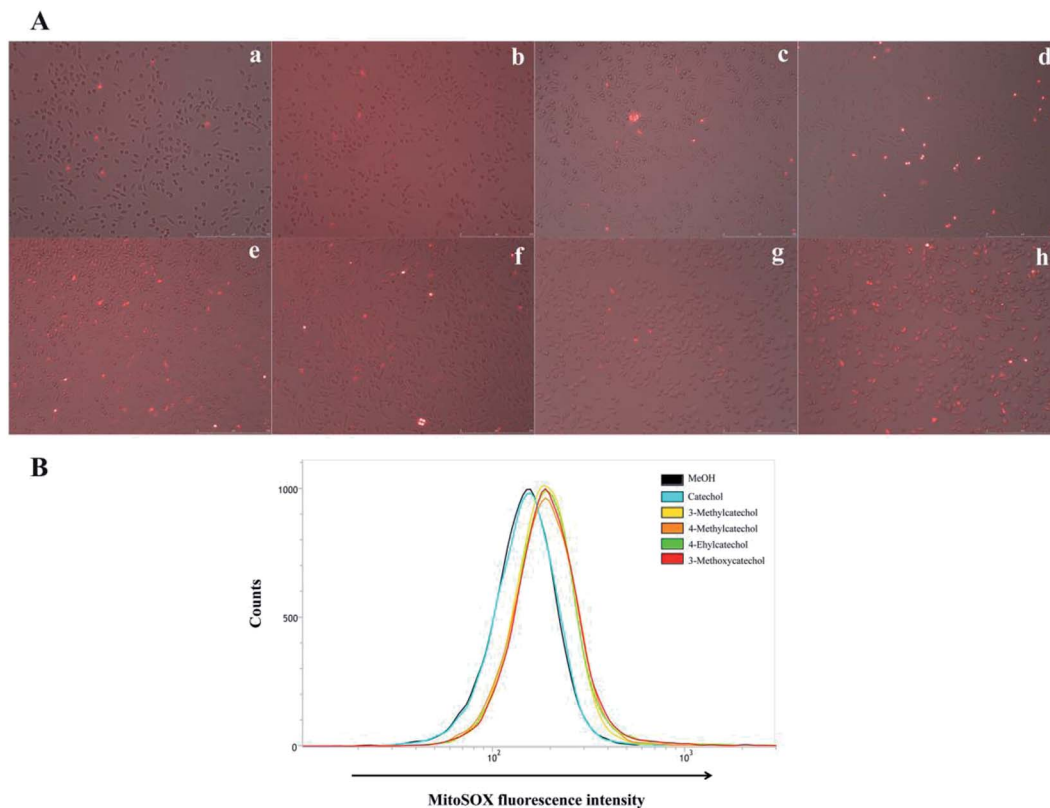 A
a b c d
e f g h
B
1000
500
0
Counts
MeOH
Catechol
3-Methylcatechol
4-Methylcatechol
4-Ehylcatechol
3-Methoxycatechol
10² 10³
MitoSOX fluorescence intensity